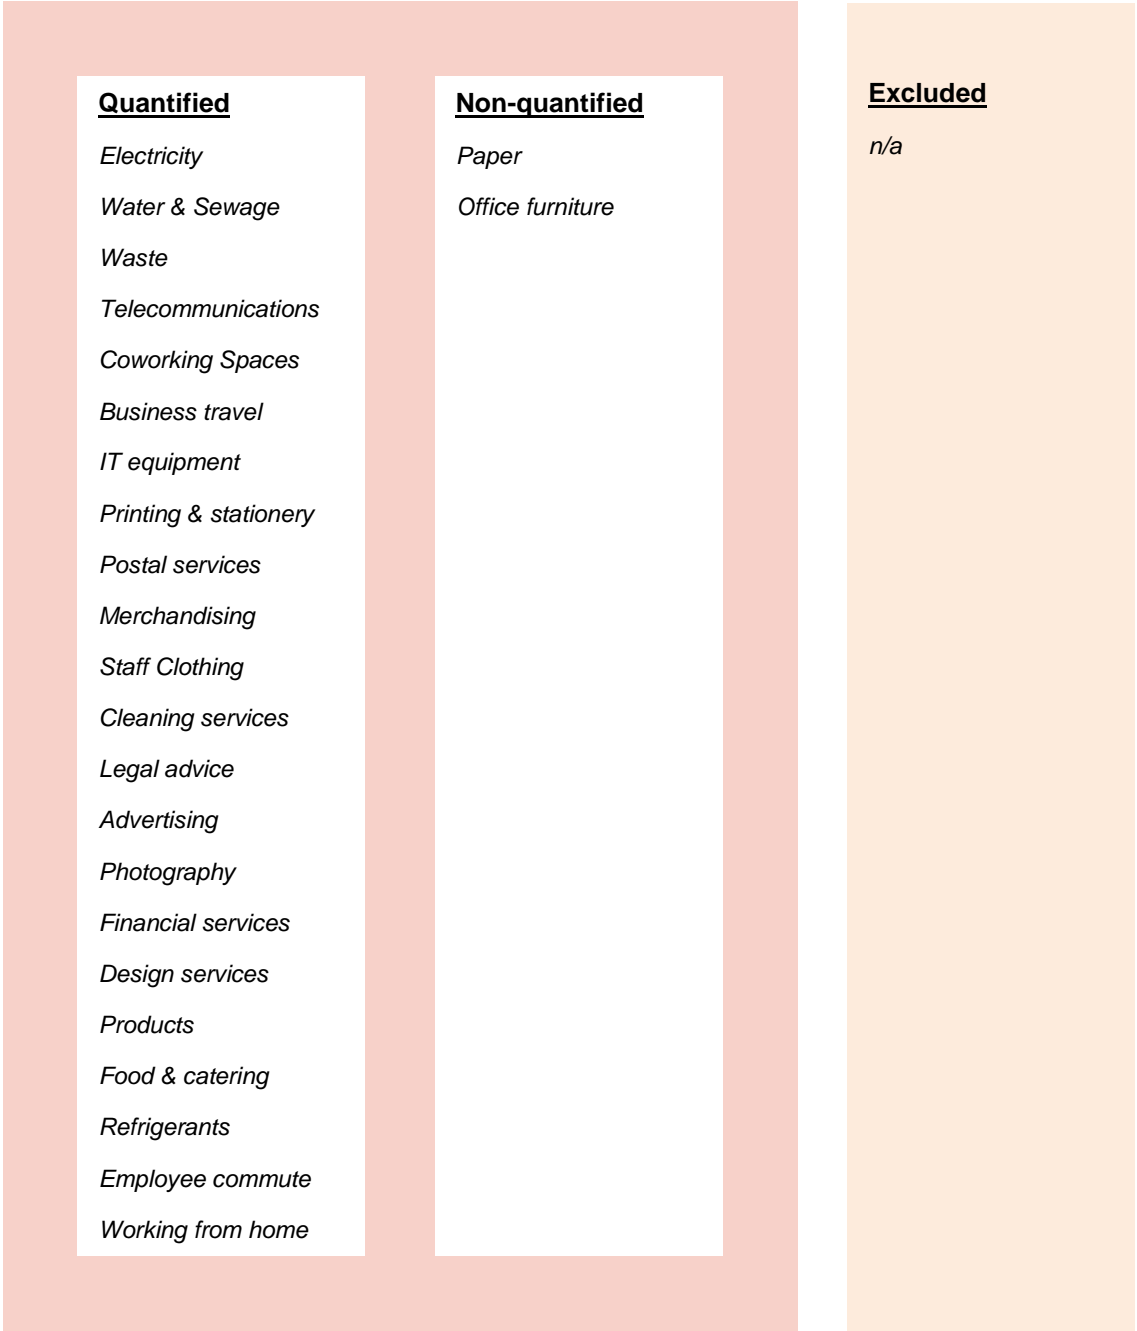 Quantified
Electricity
Water & Sewage
Waste
Telecommunications
Coworking Spaces
Business travel
IT equipment
Printing & stationery
Postal services
Merchandising
Staff Clothing
Cleaning services
Legal advice
Advertising
Photography
Financial services
Design services
Products
Food & catering
Refrigerants
Employee commute
Working from home
Non-quantified
Paper
Office furniture
Excluded
n/a